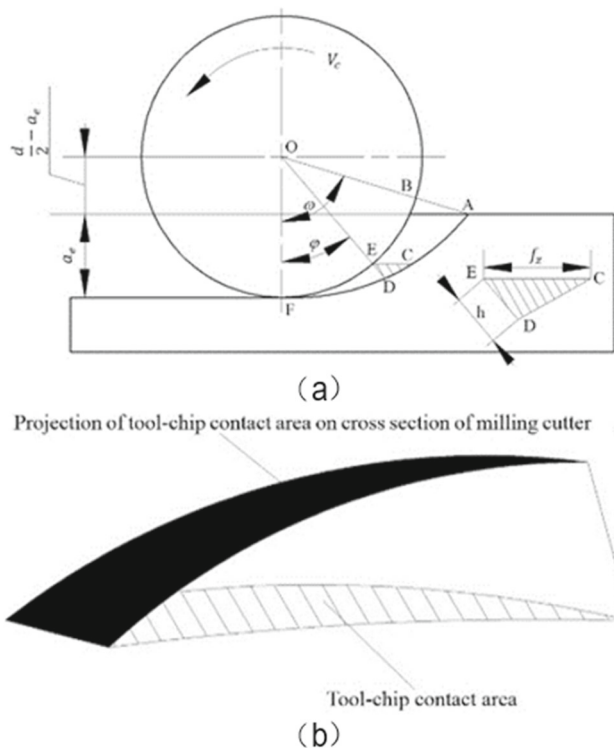 V_c
O
d/2 − a_e
B
A
φ
a_e
φ
E
C
D
F
f_z
E
C
h
D
(a)
Projection of tool-chip contact area on cross section of milling cutter
Tool-chip contact area
(b)